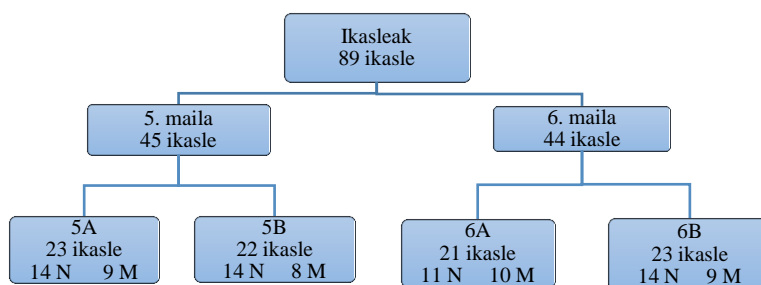 Ikasleak
89 ikasle
5. maila
45 ikasle
6. maila
44 ikasle
5A
23 ikasle
14 N 9 M
5B
22 ikasle
14 N 8 M
6A
21 ikasle
11 N 10 M
6B
23 ikasle
14 N 9 M